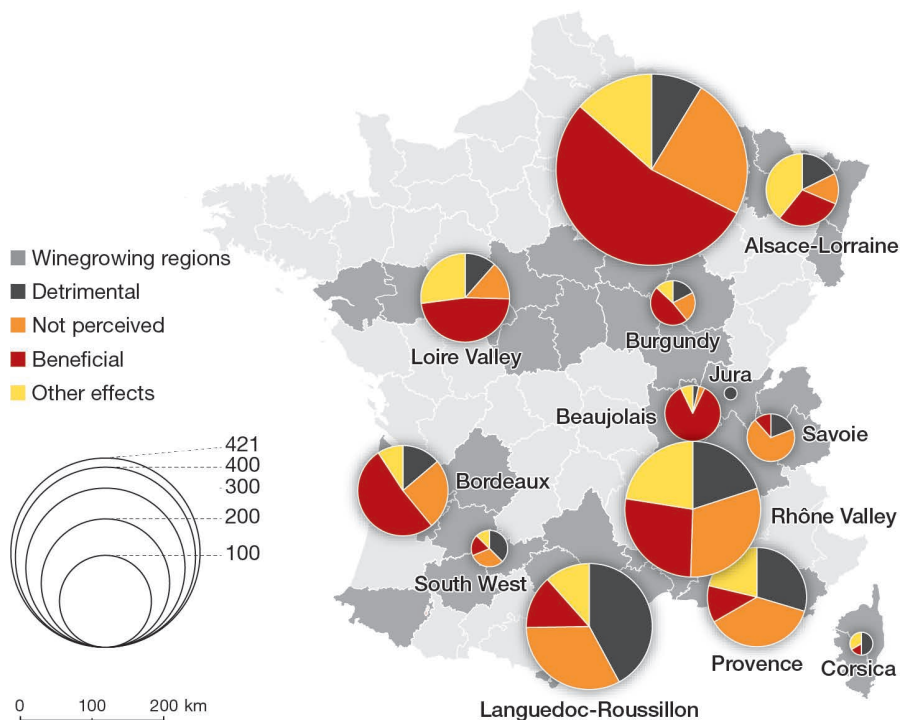 Winegrowing regions
Detrimental
Not perceived
Beneficial
Other effects
421
400
300
200
100
0 120 200 km
Alsace-Lorraine
Loire Valley
Burgundy
Jura
Beaujolais
Savoie
Bordeaux
Rhône Valley
South West
Provence
Corsica
Languedoc-Roussillon